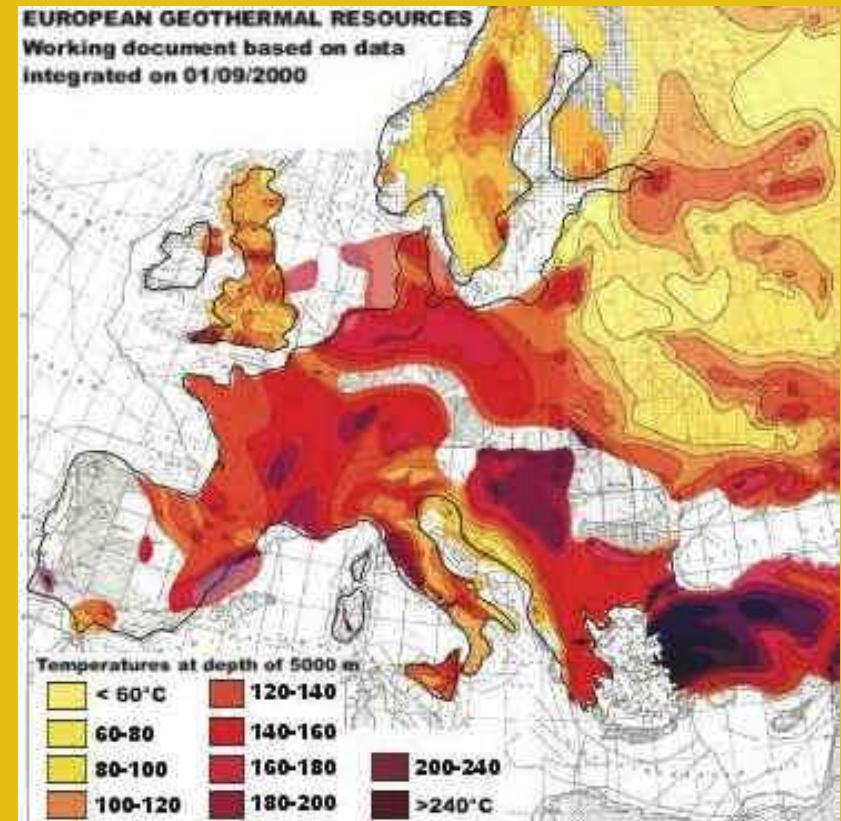 EUROPEAN GEOTHERMAL RESOURCES
Working document based on data
integrated on 01/09/2000
Temperatures at depth of 5000 m
< 60°C
60-80
80-100
100-120
120-140
140-160
160-180
180-200
200-240
>240°C